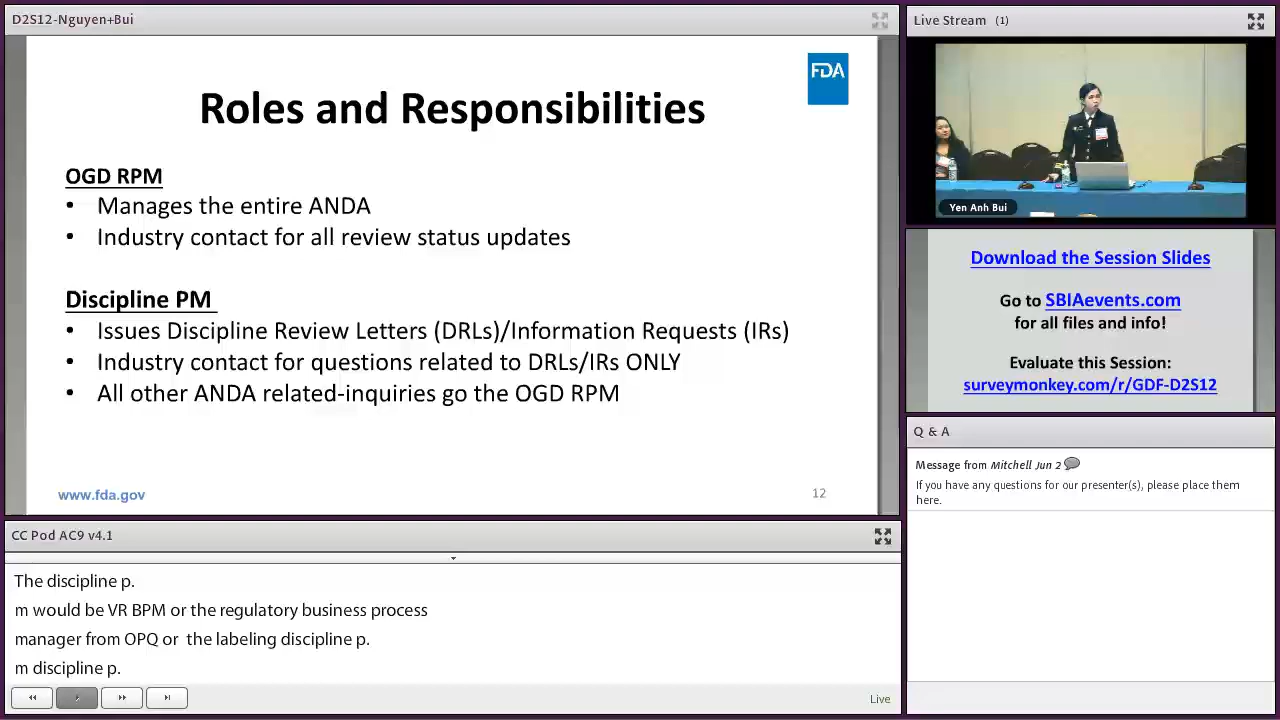 D2S12-Nguyen+Bui
FDA
Roles and Responsibilities
OGD RPM
• Manages the entire ANDA
• Industry contact for all review status updates
Discipline PM
• Issues Discipline Review Letters (DRLs)/Information Requests (IRs)
• Industry contact for questions related to DRLs/IRs ONLY
• All other ANDA related-inquiries go the OGD RPM
www.fda.gov
12
CC Pod AC9 v4.1
The discipline p.
m would be VR BPM or the regulatory business process
manager from OPQ or  the labeling discipline p.
m discipline p.
Live
Live Stream (1)
Yen Anh Bui
Download the Session Slides
Go to SBIAevents.com
for all files and info!
Evaluate this Session:
surveymonkey.com/r/GDF-D2S12
Q & A
Message from Mitchell Jun 2
If you have any questions for our presenter(s), please place them
here.